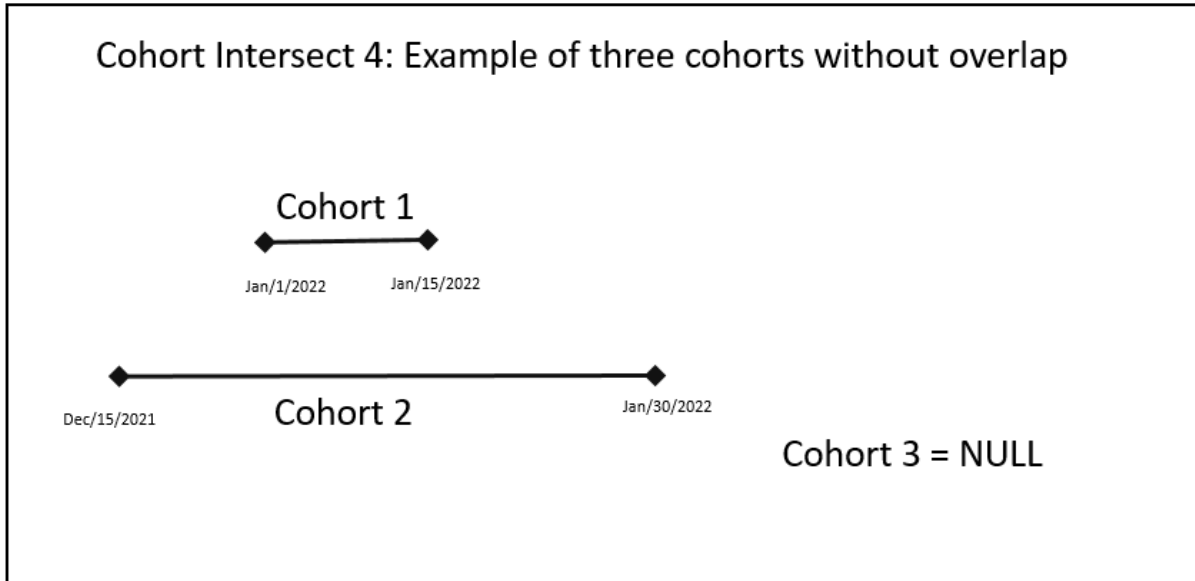 Cohort Intersect 4: Example of three cohorts without overlap
Cohort 1
Jan/1/2022
Jan/15/2022
Dec/15/2021
Cohort 2
Jan/30/2022
Cohort 3 = NULL